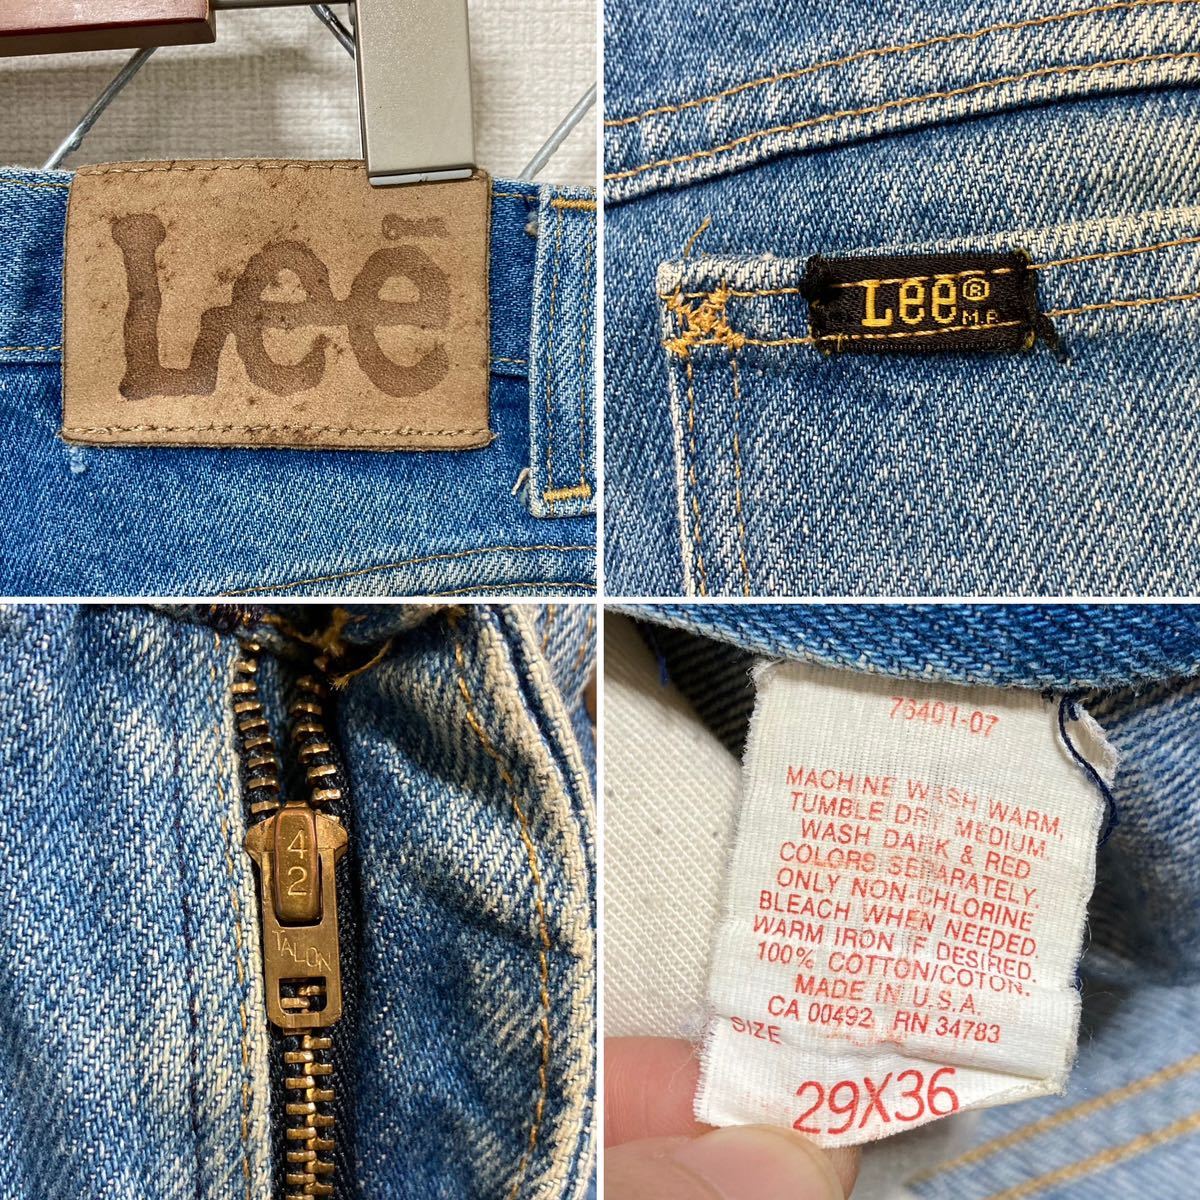 Lee
Lee® M.R.
42
TALON
76401-07
MACHINE WASH WARM,
TUMBLE DRY MEDIUM.
WASH DARK & RED
COLORS SEPARATELY.
ONLY NON-CHLORINE
BLEACH WHEN NEEDED.
WARM IRON IF DESIRED.
100% COTTON/COTON.
MADE IN U.S.A.
CA 00492 RN 34783
SIZE
29X36